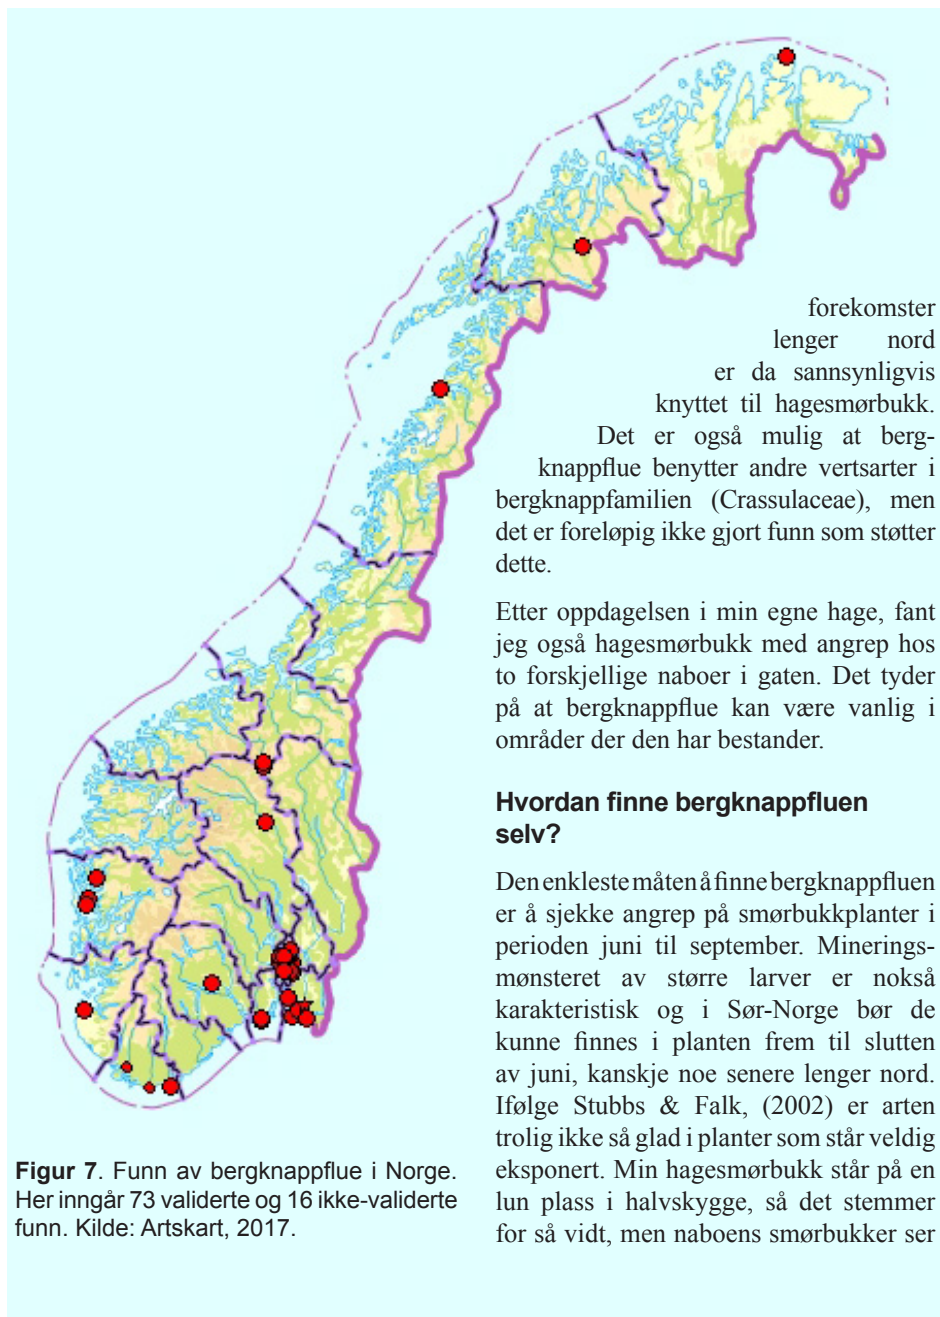 forekomster
lenger nord
er da sannsynligvis
knyttet til hagesmørbukk.
Det er også mulig at berg-
knappflue benytter andre vertsarter i
bergknappfamilien (Crassulaceae), men
det er foreløpig ikke gjort funn som støtter
dette.
Etter oppdagelsen i min egne hage, fant
jeg også hagesmørbukk med angrep hos
to forskjellige naboer i gaten. Det tyder
på at bergknappflue kan være vanlig i
områder der den har bestander.
Hvordan finne bergknappfluen
selv?
Den enkleste måten å finne bergknappfluen
er å sjekke angrep på smørbukkplanter i
perioden juni til september. Minerings-
mønsteret av større larver er nokså
karakteristisk og i Sør-Norge bør de
kunne finnes i planten frem til slutten
av juni, kanskje noe senere lenger nord.
Ifølge Stubbs & Falk, (2002) er arten
trolig ikke så glad i planter som står veldig
eksponert. Min hagesmørbukk står på en
lun plass i halvskygge, så det stemmer
for så vidt, men naboens smørbukker ser
Figur 7. Funn av bergknappflue i Norge.
Her inngår 73 validerte og 16 ikke-validerte
funn. Kilde: Artskart, 2017.